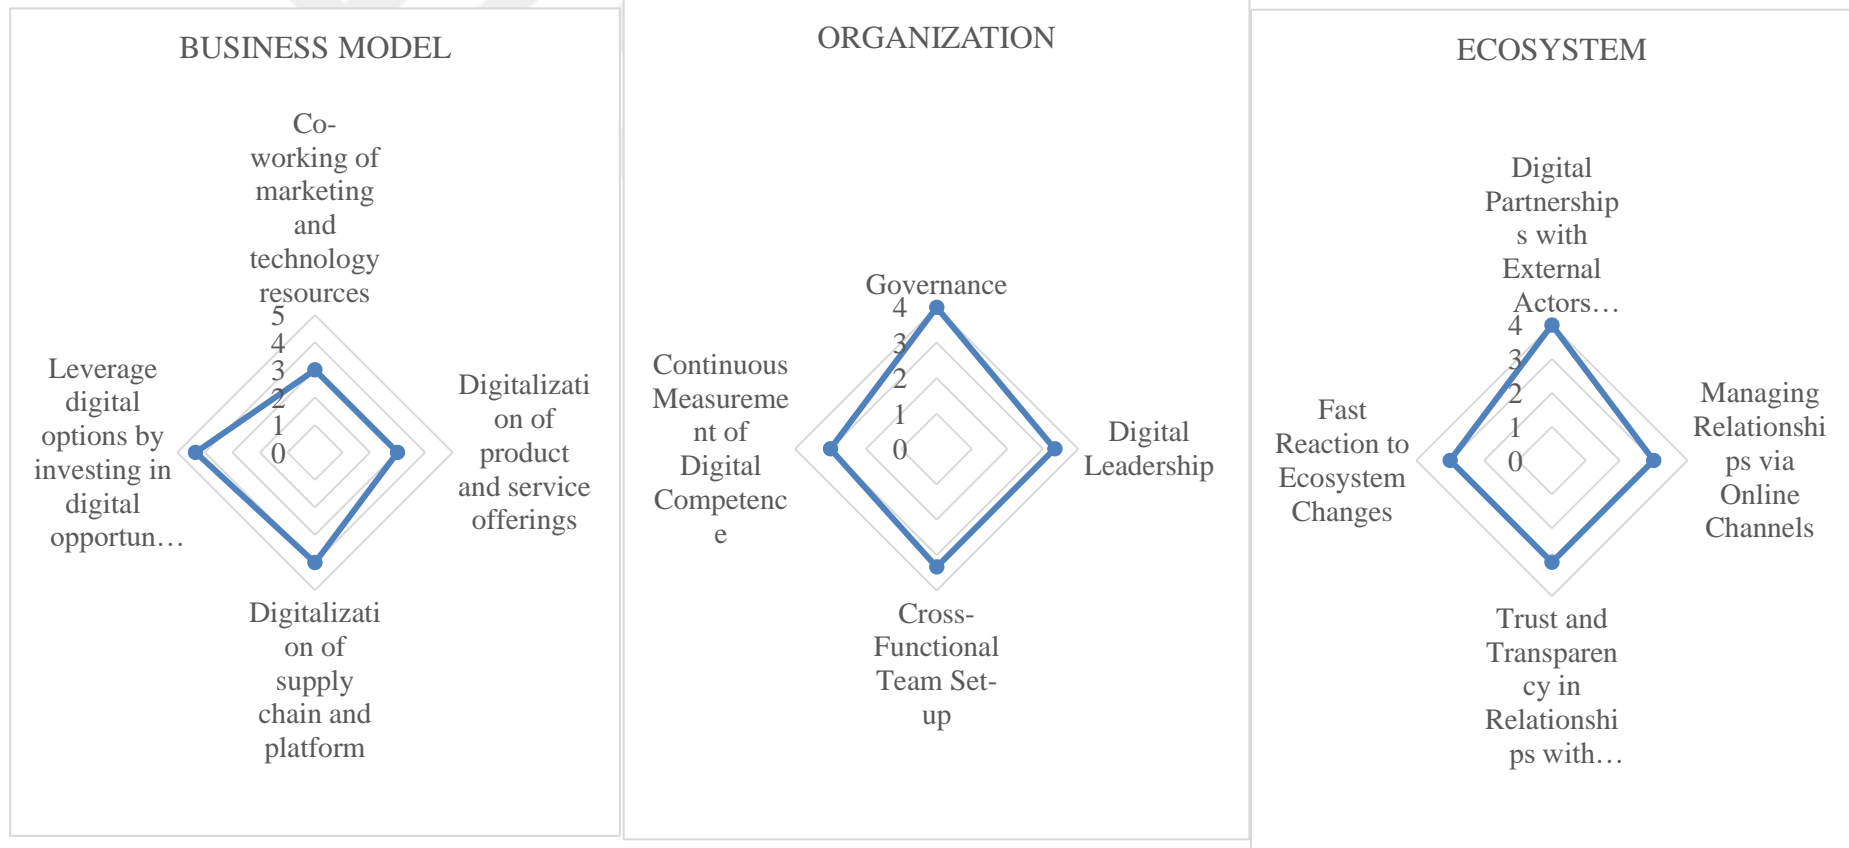 BUSINESS MODEL
Co-
working of
marketing
and
technology
resources
5
4
3
2
1
0
Digitalizati
on of
product
and service
offerings
Digitalizati
on of
supply
chain and
platform
Leverage
digital
options by
investing in
digital
opportun…
ORGANIZATION
Governance
4
3
2
1
0
Digital
Leadership
Cross-
Functional
Team Set-
up
Continuous
Measureme
nt of
Digital
Competenc
e
ECOSYSTEM
Digital
Partnership
s with
External
Actors…
4
3
2
1
0
Managing
Relationshi
ps via
Online
Channels
Trust and
Transparen
cy in
Relationshi
ps with…
Fast
Reaction to
Ecosystem
Changes